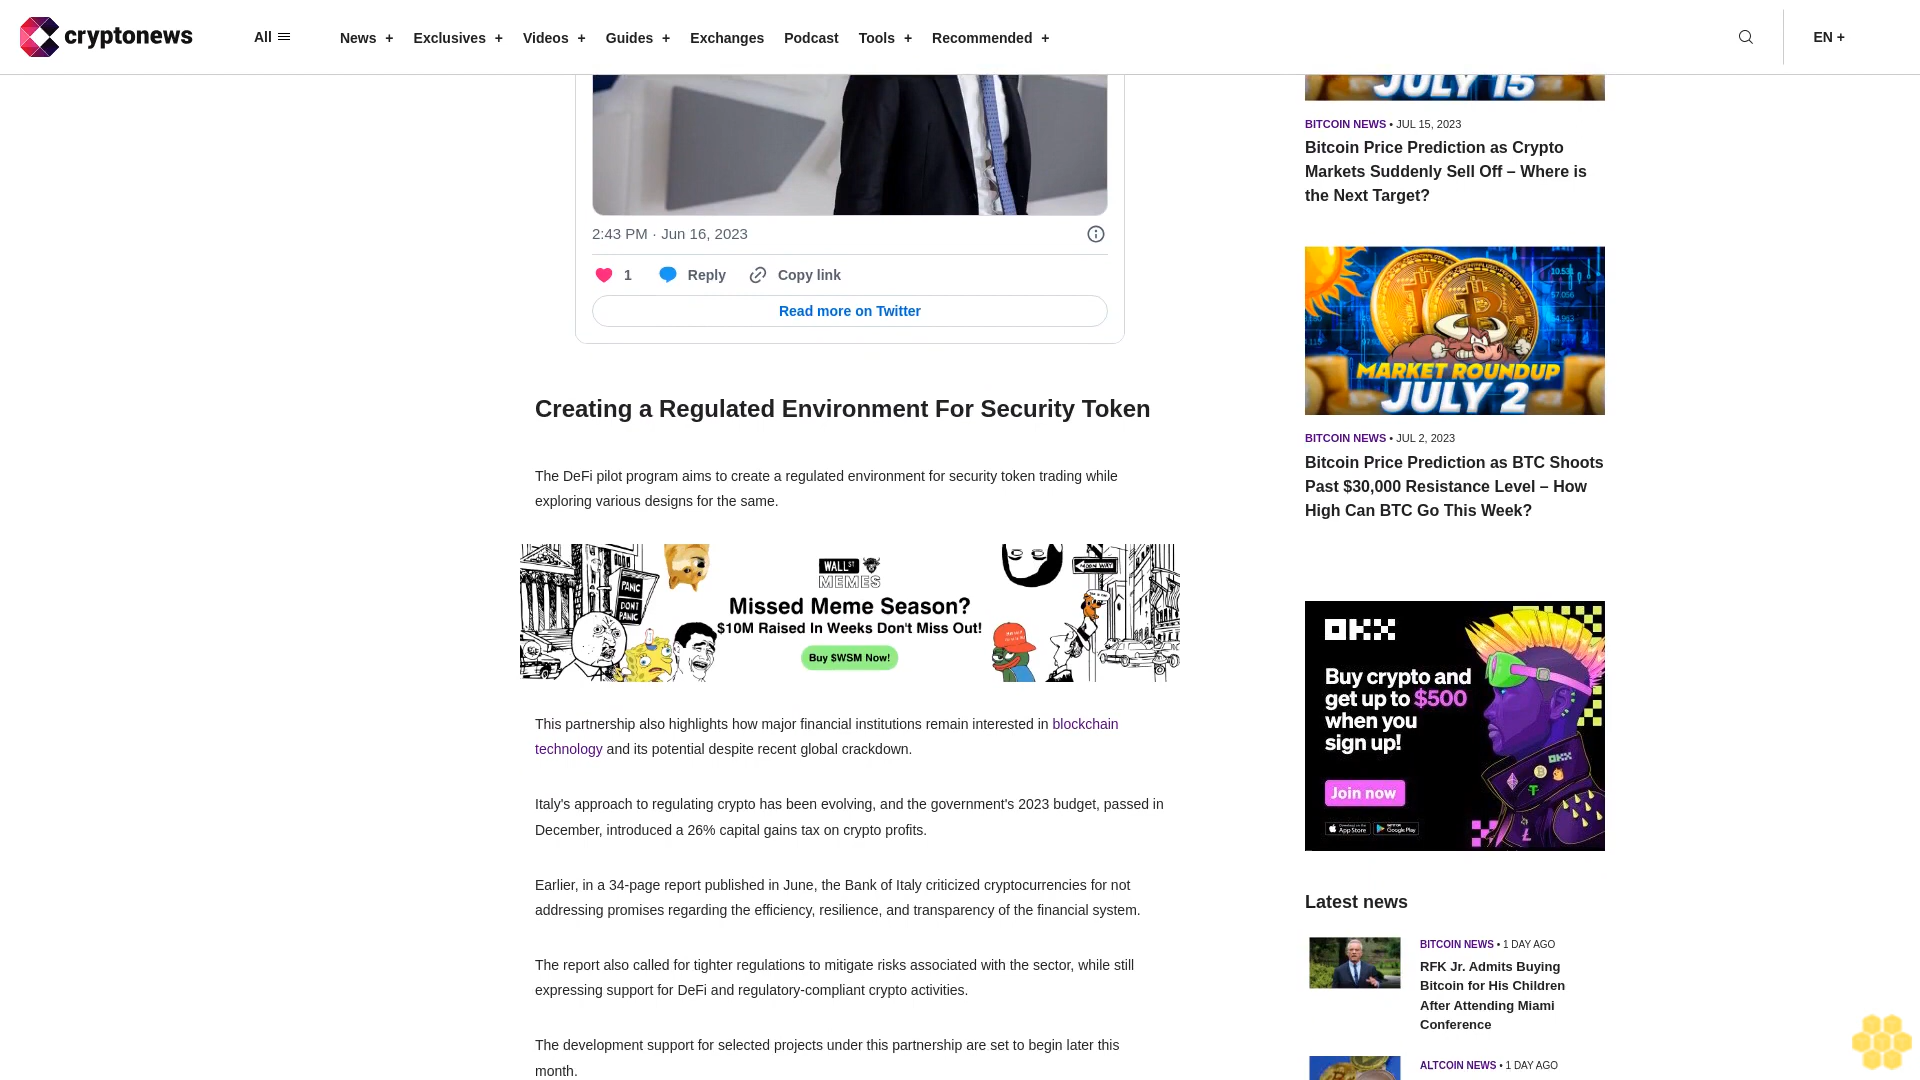 cryptonews
All
News +
Exclusives +
Videos +
Guides +
Exchanges
Podcast
Tools +
Recommended +
EN +
2:43 PM · Jun 16, 2023
1
Reply
Copy link
Read more on Twitter
Creating a Regulated Environment For Security Token
The DeFi pilot program aims to create a regulated environment for security token trading while
exploring various designs for the same.
PANIC
DONT
PANIC
WALL ST
MEMES
Missed Meme Season?
$10M Raised In Weeks Don't Miss Out!
Buy $WSM Now!
This partnership also highlights how major financial institutions remain interested in blockchain
technology and its potential despite recent global crackdown.
Italy's approach to regulating crypto has been evolving, and the government's 2023 budget, passed in
December, introduced a 26% capital gains tax on crypto profits.
Earlier, in a 34-page report published in June, the Bank of Italy criticized cryptocurrencies for not
addressing promises regarding the efficiency, resilience, and transparency of the financial system.
The report also called for tighter regulations to mitigate risks associated with the sector, while still
expressing support for DeFi and regulatory-compliant crypto activities.
The development support for selected projects under this partnership are set to begin later this
month.
JULY 15
BITCOIN NEWS • JUL 15, 2023
Bitcoin Price Prediction as Crypto
Markets Suddenly Sell Off – Where is
the Next Target?
MARKET ROUNDUP
JULY 2
BITCOIN NEWS • JUL 2, 2023
Bitcoin Price Prediction as BTC Shoots
Past $30,000 Resistance Level – How
High Can BTC Go This Week?
OKX
Buy crypto and
get up to $500
when you
sign up!
Join now
App Store
Google Play
OKX
Latest news
BITCOIN NEWS • 1 DAY AGO
RFK Jr. Admits Buying
Bitcoin for His Children
After Attending Miami
Conference
ALTCOIN NEWS • 1 DAY AGO